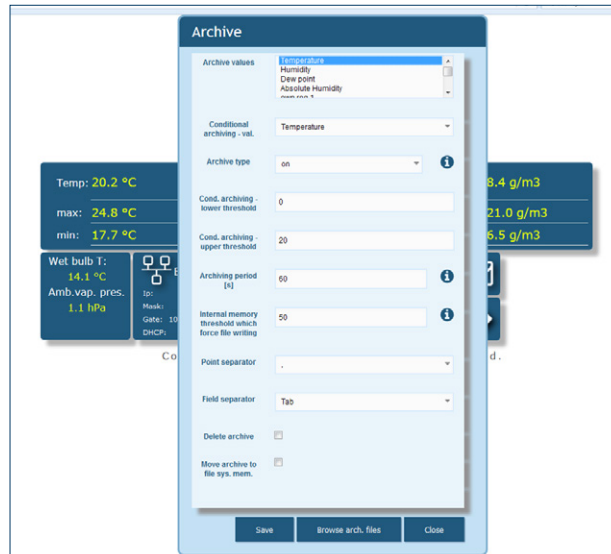 Archive
Archive values
Temperature
Humidity
Dew point
Absolute Humidity
Conditional
archiving - val.
Temperature
Archive type
on
Cond. archiving -
lower threshold
0
Cond. archiving -
upper threshold
20
Archiving period
[s]
60
Internal memory
threshold which
force file writing
50
Point separator
.
Field separator
Tab
Delete archive
Move archive to
file sys. mem.
Save
Browse arch. files
Close
Temp: 20.2 °C
max: 24.8 °C
min: 17.7 °C
8.4 g/m3
21.0 g/m3
6.5 g/m3
Wet bulb T:
14.1 °C
Amb.vap. pres.
1.1 hPa
E
Ip:
Mask:
Gate: 10
DHCP:
Co
d.